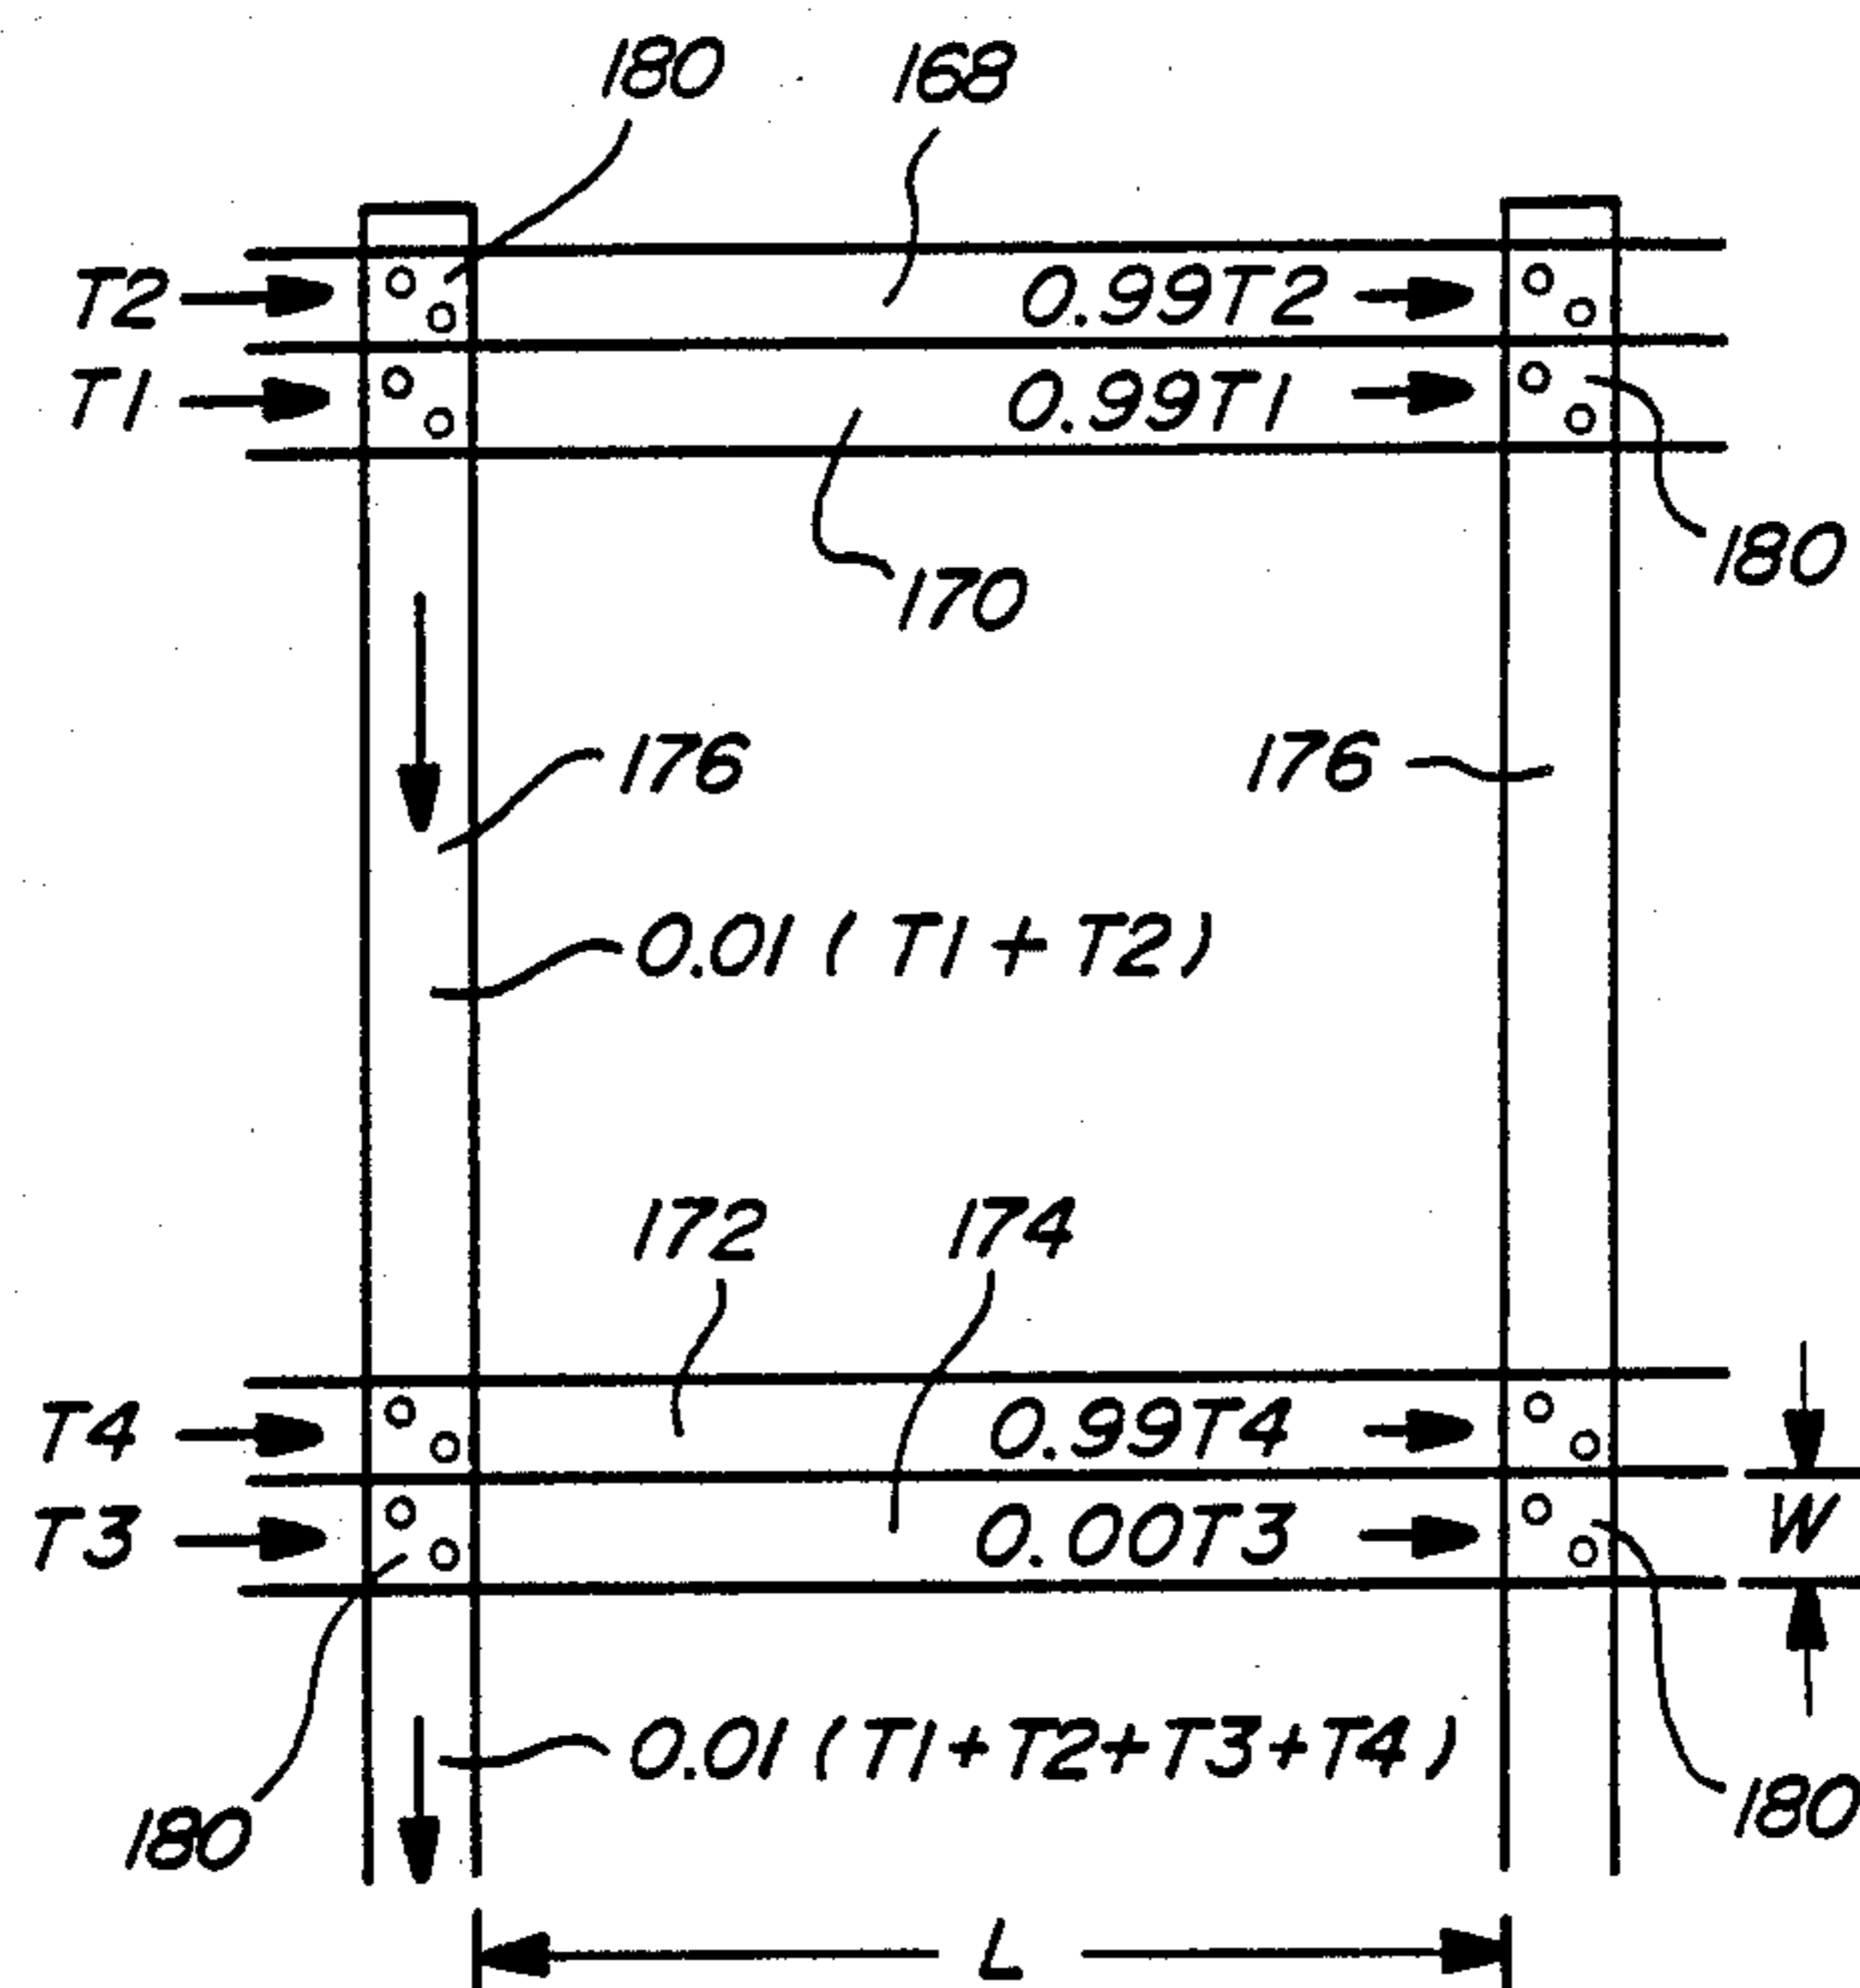 180 168
T2 0.99T2
T1 0.99T1
180
170
176 176
0.01 ( T1 + T2 )
172 174
T4 0.99T4
T3 0.00T3 W
0.01 ( T1 + T2 + T3 + T4 )
180 180
L